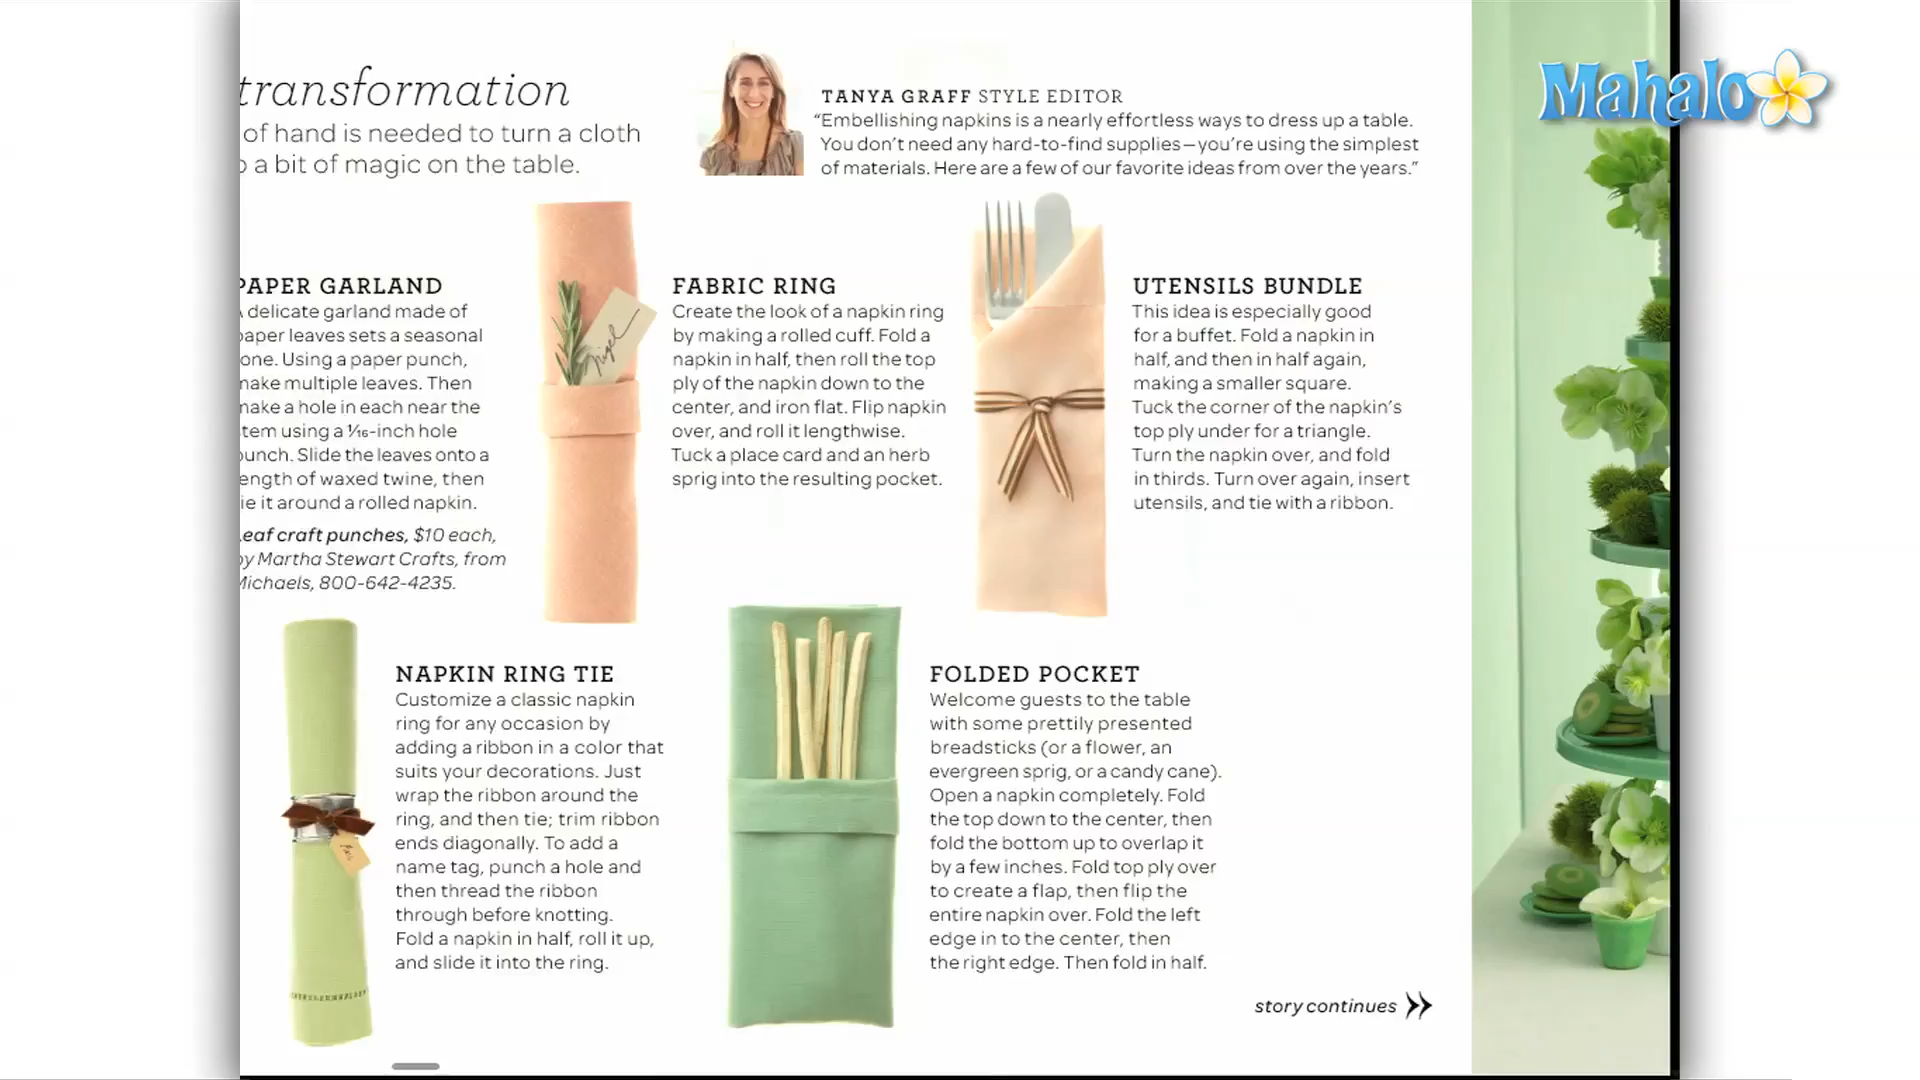 transformation
of hand is needed to turn a cloth
a bit of magic on the table.
TANYA GRAFF STYLE EDITOR
“Embellishing napkins is a nearly effortless ways to dress up a table.
You don’t need any hard-to-find supplies—you’re using the simplest
of materials. Here are a few of our favorite ideas from over the years.”
Mahalo
PAPER GARLAND
delicate garland made of
paper leaves sets a seasonal
one. Using a paper punch,
make multiple leaves. Then
make a hole in each near the
tem using a 1⁄16-inch hole
punch. Slide the leaves onto a
ength of waxed twine, then
ie it around a rolled napkin.
eaf craft punches, $10 each,
by Martha Stewart Crafts, from
Michaels, 800-642-4235.
Nigel
FABRIC RING
Create the look of a napkin ring
by making a rolled cuff. Fold a
napkin in half, then roll the top
ply of the napkin down to the
center, and iron flat. Flip napkin
over, and roll it lengthwise.
Tuck a place card and an herb
sprig into the resulting pocket.
UTENSILS BUNDLE
This idea is especially good
for a buffet. Fold a napkin in
half, and then in half again,
making a smaller square.
Tuck the corner of the napkin’s
top ply under for a triangle.
Turn the napkin over, and fold
in thirds. Turn over again, insert
utensils, and tie with a ribbon.
NAPKIN RING TIE
Customize a classic napkin
ring for any occasion by
adding a ribbon in a color that
suits your decorations. Just
wrap the ribbon around the
ring, and then tie; trim ribbon
ends diagonally. To add a
name tag, punch a hole and
then thread the ribbon
through before knotting.
Fold a napkin in half, roll it up,
and slide it into the ring.
FOLDED POCKET
Welcome guests to the table
with some prettily presented
breadsticks (or a flower, an
evergreen sprig, or a candy cane).
Open a napkin completely. Fold
the top down to the center, then
fold the bottom up to overlap it
by a few inches. Fold top ply over
to create a flap, then flip the
entire napkin over. Fold the left
edge in to the center, then
the right edge. Then fold in half.
story continues